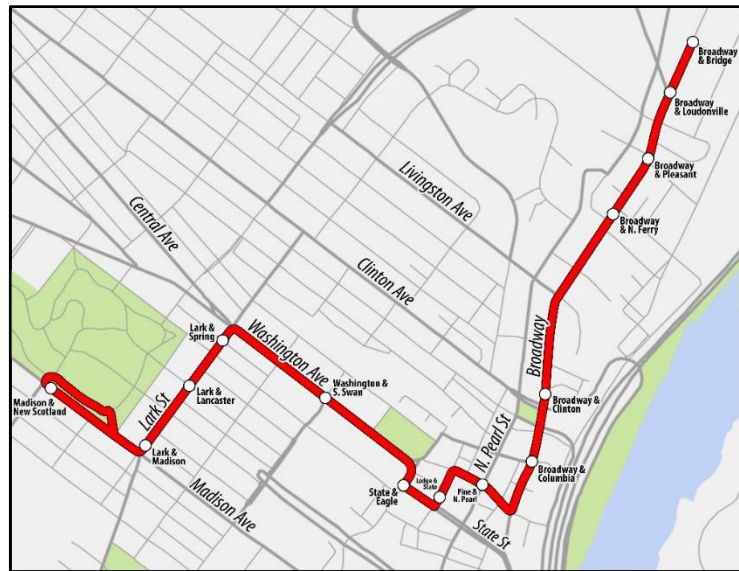 Broadway
& Bridge
Broadway
& Loudonville
Broadway
& Pleasant
Livingston Ave
Broadway
& N. Ferry
Central Ave
Clinton Ave
Lark &
Spring
Washington Ave
Broadway
Lark St
Lark &
Lancaster
Washington &
S. Swan
Madison &
New Scotland
Broadway &
Clinton
N. Pearl St
Lark &
Madison
Broadway &
Columbia
Madison Ave
State &
Eagle
Lodge &
State
Pine &
N. Pearl
State St